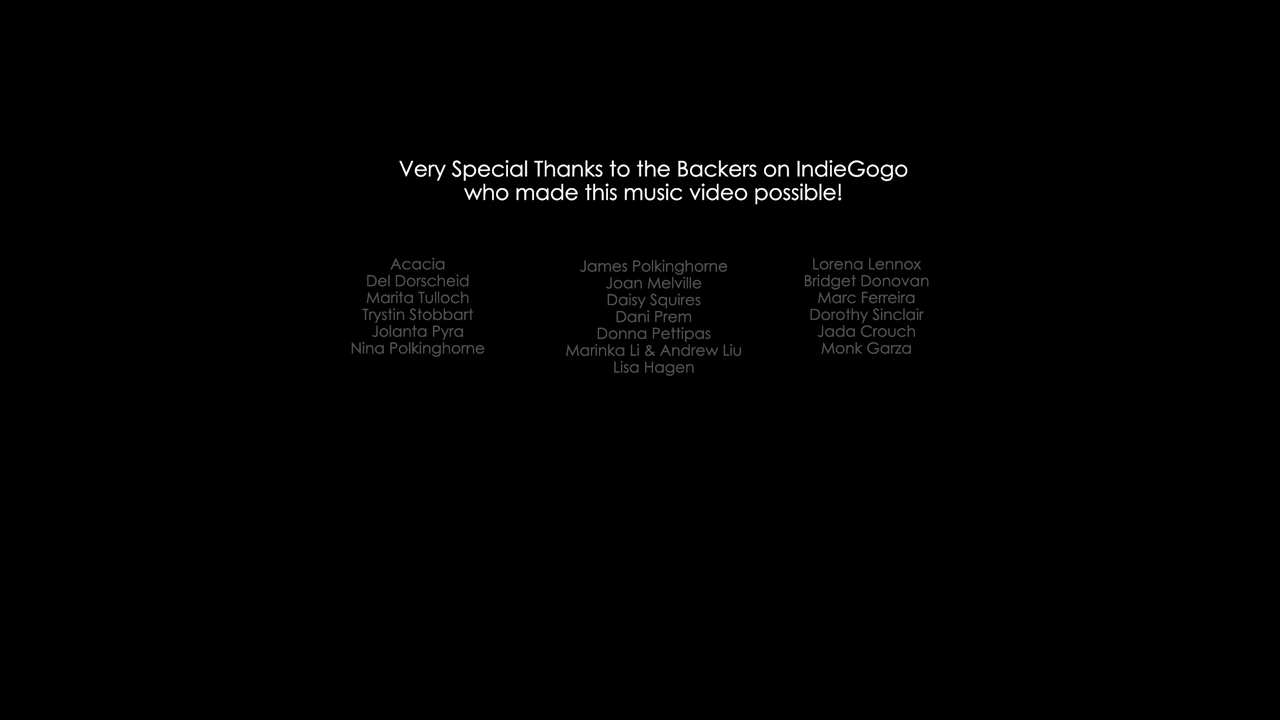 Very Special Thanks to the Backers on IndieGogo
who made this music video possible!
Acacia
Del Dorscheid
Marita Tulloch
Trystin Stobbart
Jolanta Pyra
Nina Polkinghorne
James Polkinghorne
Joan Melville
Daisy Squires
Dani Prem
Donna Pettipas
Marinka Li & Andrew Liu
Lisa Hagen
Lorena Lennox
Bridget Donovan
Marc Ferreira
Dorothy Sinclair
Jada Crouch
Monk Garza